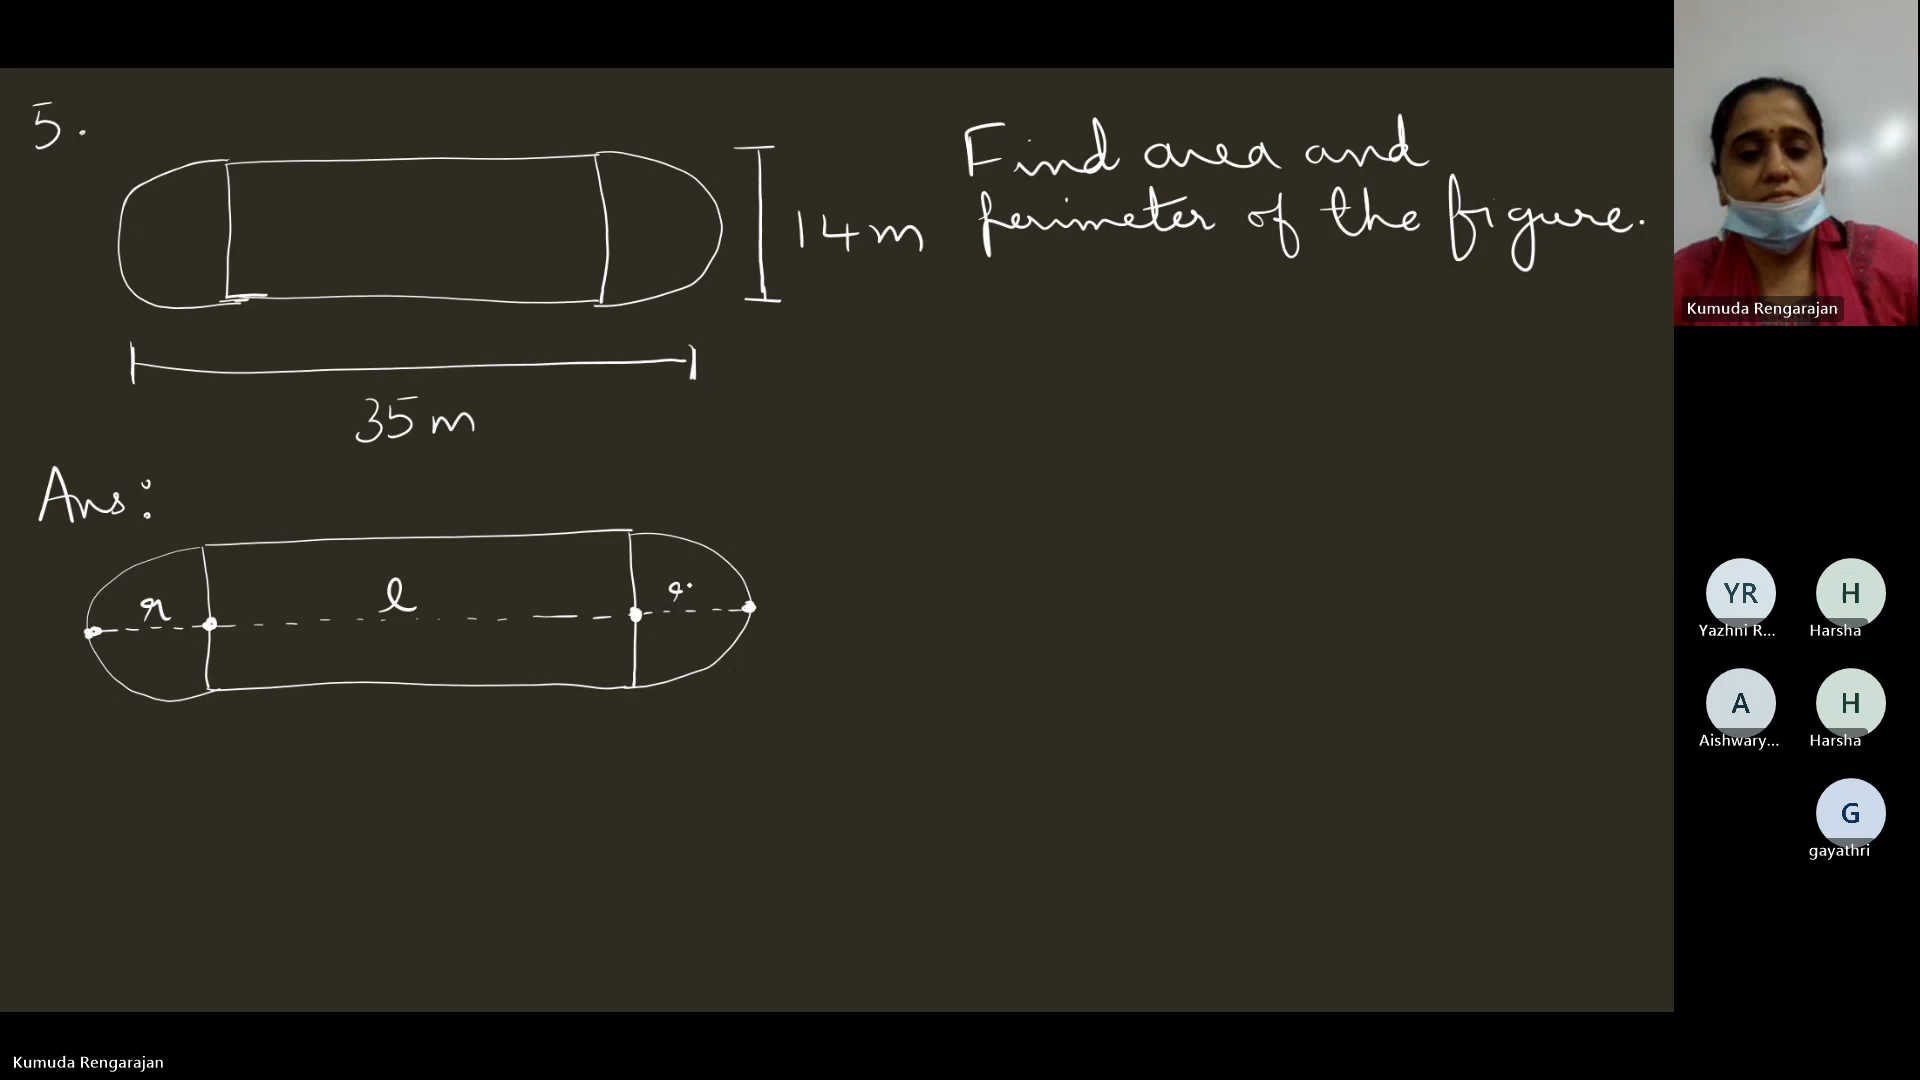 5.
14m
Find area and
perimeter of the figure.
35m
Ans:
r
l
r
Kumuda Rengarajan
YR
Yazhni R...
H
Harsha
A
Aishwary...
H
Harsha
G
gayathri
Kumuda Rengarajan